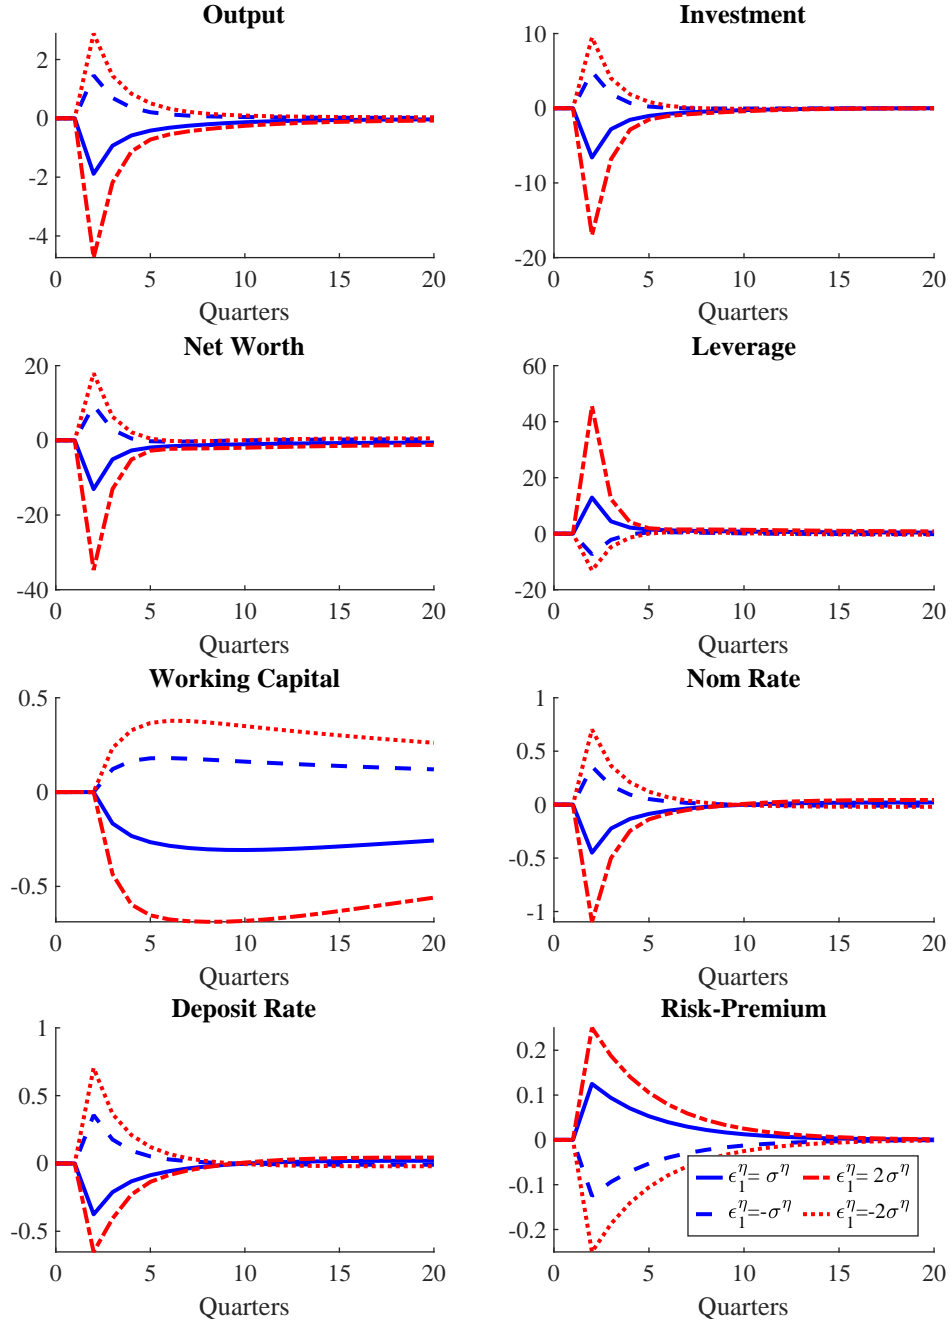 Output
2
0
-2
-4
0 5 10 15 20
Quarters
Investment
10
0
-10
-20
0 5 10 15 20
Quarters
Net Worth
20
0
-20
-40
0 5 10 15 20
Quarters
Leverage
60
40
20
0
-20
0 5 10 15 20
Quarters
Working Capital
0.5
0
-0.5
0 5 10 15 20
Quarters
Nom Rate
1
0.5
0
-0.5
-1
0 5 10 15 20
Quarters
Deposit Rate
1
0.5
0
-0.5
0 5 10 15 20
Quarters
Risk-Premium
0.2
0.1
0
-0.1
-0.2
0 5 10 15 20
Quarters
ϵ₁^η= σ^η
ϵ₁^η=-σ^η
ϵ₁^η= 2σ^η
ϵ₁^η=-2σ^η